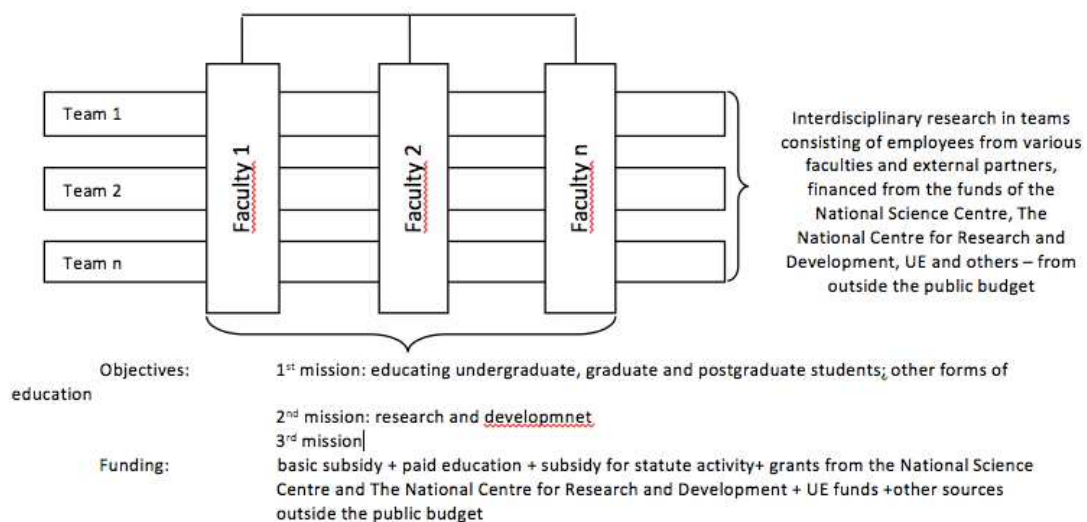 Team 1
Team 2
Team n
Faculty 1
Faculty 2
Faculty n
Interdisciplinary research in teams
consisting of employees from various
faculties and external partners,
financed from the funds of the
National Science Centre, The
National Centre for Research and
Development, UE and others – from
outside the public budget
Objectives: 1st mission: educating undergraduate, graduate and postgraduate students; other forms of
education
2nd mission: research and developmnet
3rd mission
Funding: basic subsidy + paid education + subsidy for statute activity+ grants from the National Science
Centre and The National Centre for Research and Development + UE funds +other sources
outside the public budget